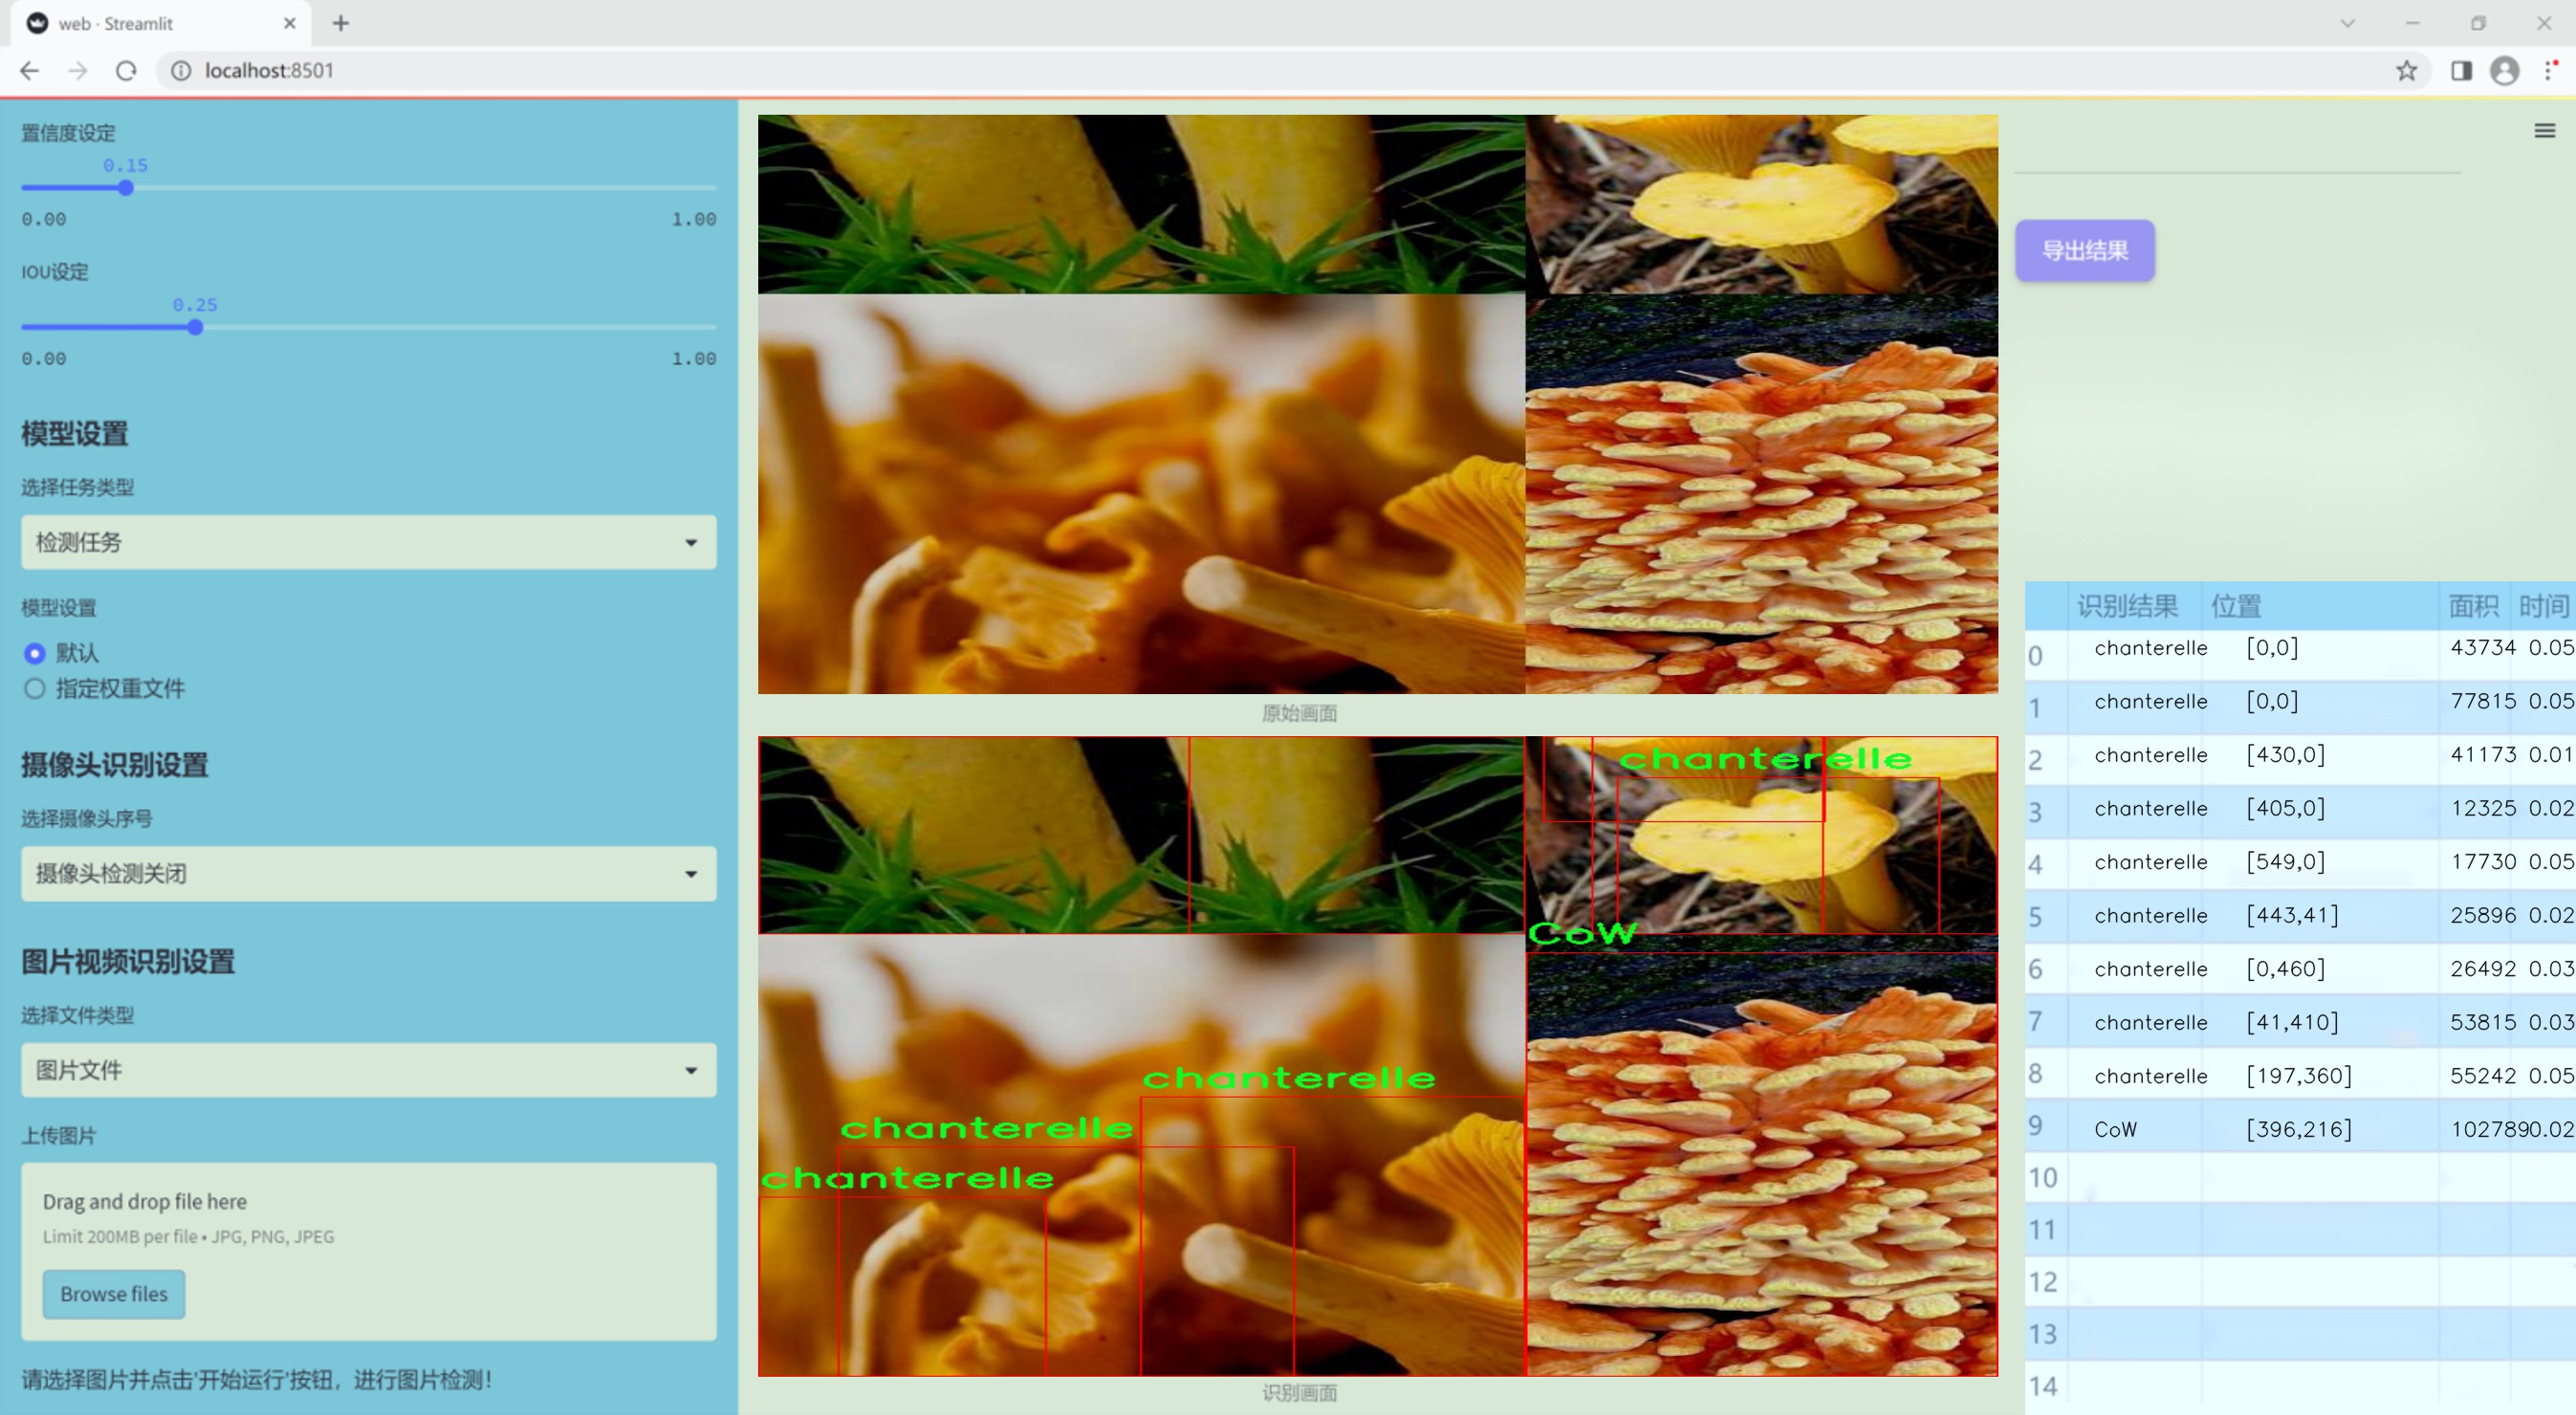 web · Streamlit
localhost:8501
置信度设定
0.15
0.00 1.00
IOU设定
0.25
0.00 1.00
模型设置
选择任务类型
检测任务
模型设置
默认
指定权重文件
摄像头识别设置
选择摄像头序号
摄像头检测关闭
图片视频识别设置
选择文件类型
图片文件
上传图片
Drag and drop file here
Limit 200MB per file • JPG, PNG, JPEG
Browse files
请选择图片并点击'开始运行'按钮，进行图片检测！
原始画面
chanterelle
CoW
chanterelle
chanterelle
chanterelle
识别画面
导出结果
识别结果 位置 面积 时间
0 chanterelle [0,0] 43734 0.05
1 chanterelle [0,0] 77815 0.05
2 chanterelle [430,0] 41173 0.01
3 chanterelle [405,0] 12325 0.02
4 chanterelle [549,0] 17730 0.05
5 chanterelle [443,41] 25896 0.02
6 chanterelle [0,460] 26492 0.03
7 chanterelle [41,410] 53815 0.03
8 chanterelle [197,360] 55242 0.05
9 CoW [396,216] 1027890.02
10
11
12
13
14